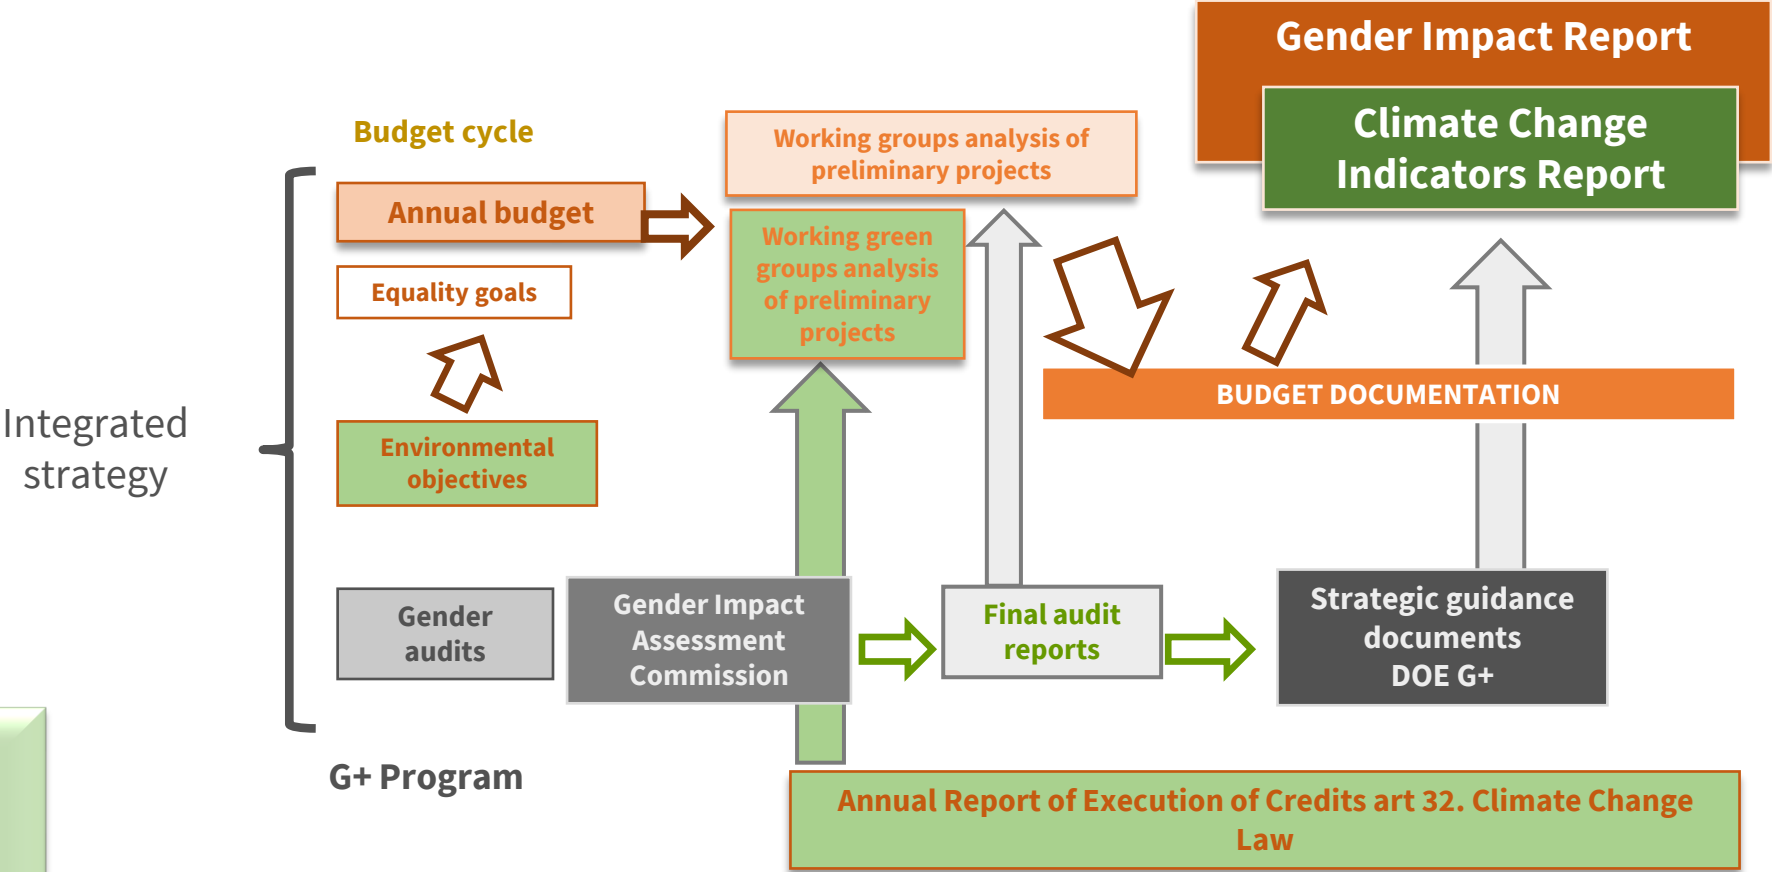 Gender Impact Report
Climate Change
Indicators Report
Budget cycle
Working groups analysis of
preliminary projects
Annual budget
Working green
groups analysis
of preliminary
projects
Equality goals
BUDGET DOCUMENTATION
Integrated
strategy
Environmental
objectives
Gender
audits
Gender Impact
Assessment
Commission
Final audit
reports
Strategic guidance
documents
DOE G+
G+ Program
Annual Report of Execution of Credits art 32. Climate Change
Law